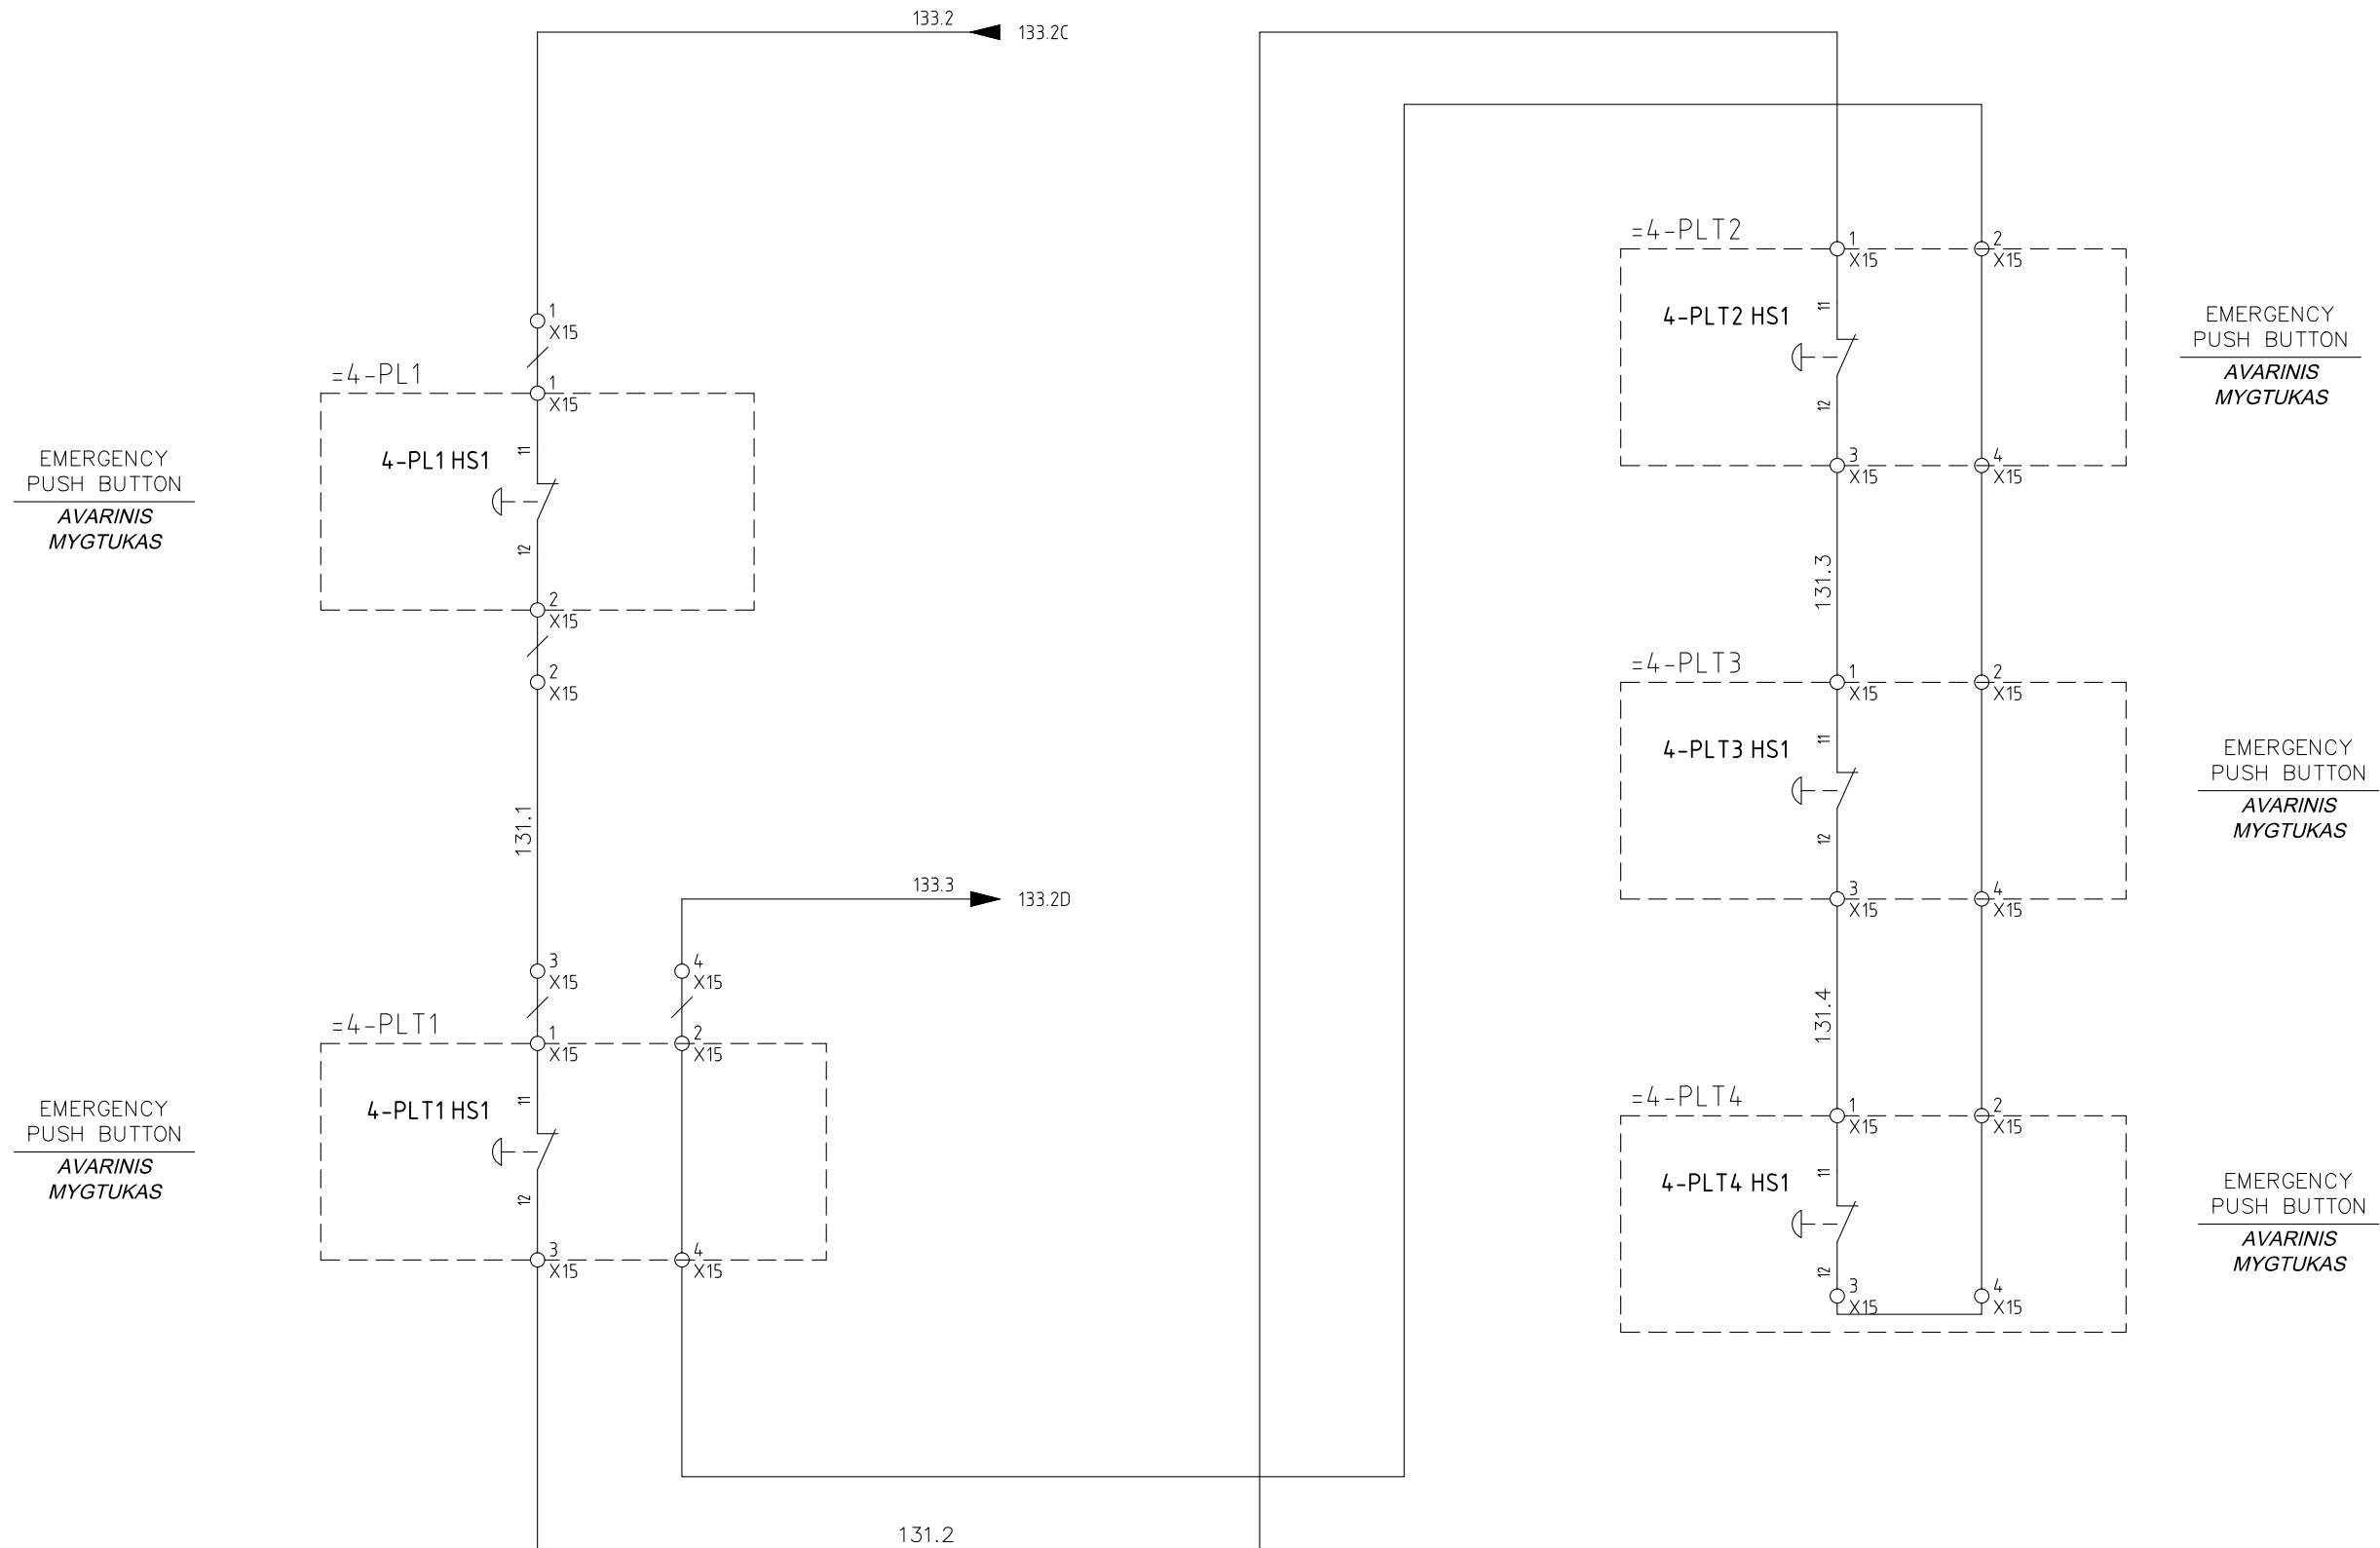 133.2
133.2C
1
X15
=4-PL1
1
X15
4-PL1 HS1
11
12
EMERGENCY
PUSH BUTTON
AVARINIS
MYGTUKAS
2
X15
2
X15
131.1
133.3
133.2D
3
X15
4
X15
=4-PLT1
1
X15
2
X15
4-PLT1 HS1
11
12
EMERGENCY
PUSH BUTTON
AVARINIS
MYGTUKAS
3
X15
4
X15
131.2
=4-PLT2
1
X15
2
X15
4-PLT2 HS1
11
12
EMERGENCY
PUSH BUTTON
AVARINIS
MYGTUKAS
3
X15
4
X15
131.3
=4-PLT3
1
X15
2
X15
4-PLT3 HS1
11
12
EMERGENCY
PUSH BUTTON
AVARINIS
MYGTUKAS
3
X15
4
X15
131.4
=4-PLT4
1
X15
2
X15
4-PLT4 HS1
11
12
EMERGENCY
PUSH BUTTON
AVARINIS
MYGTUKAS
3
X15
4
X15